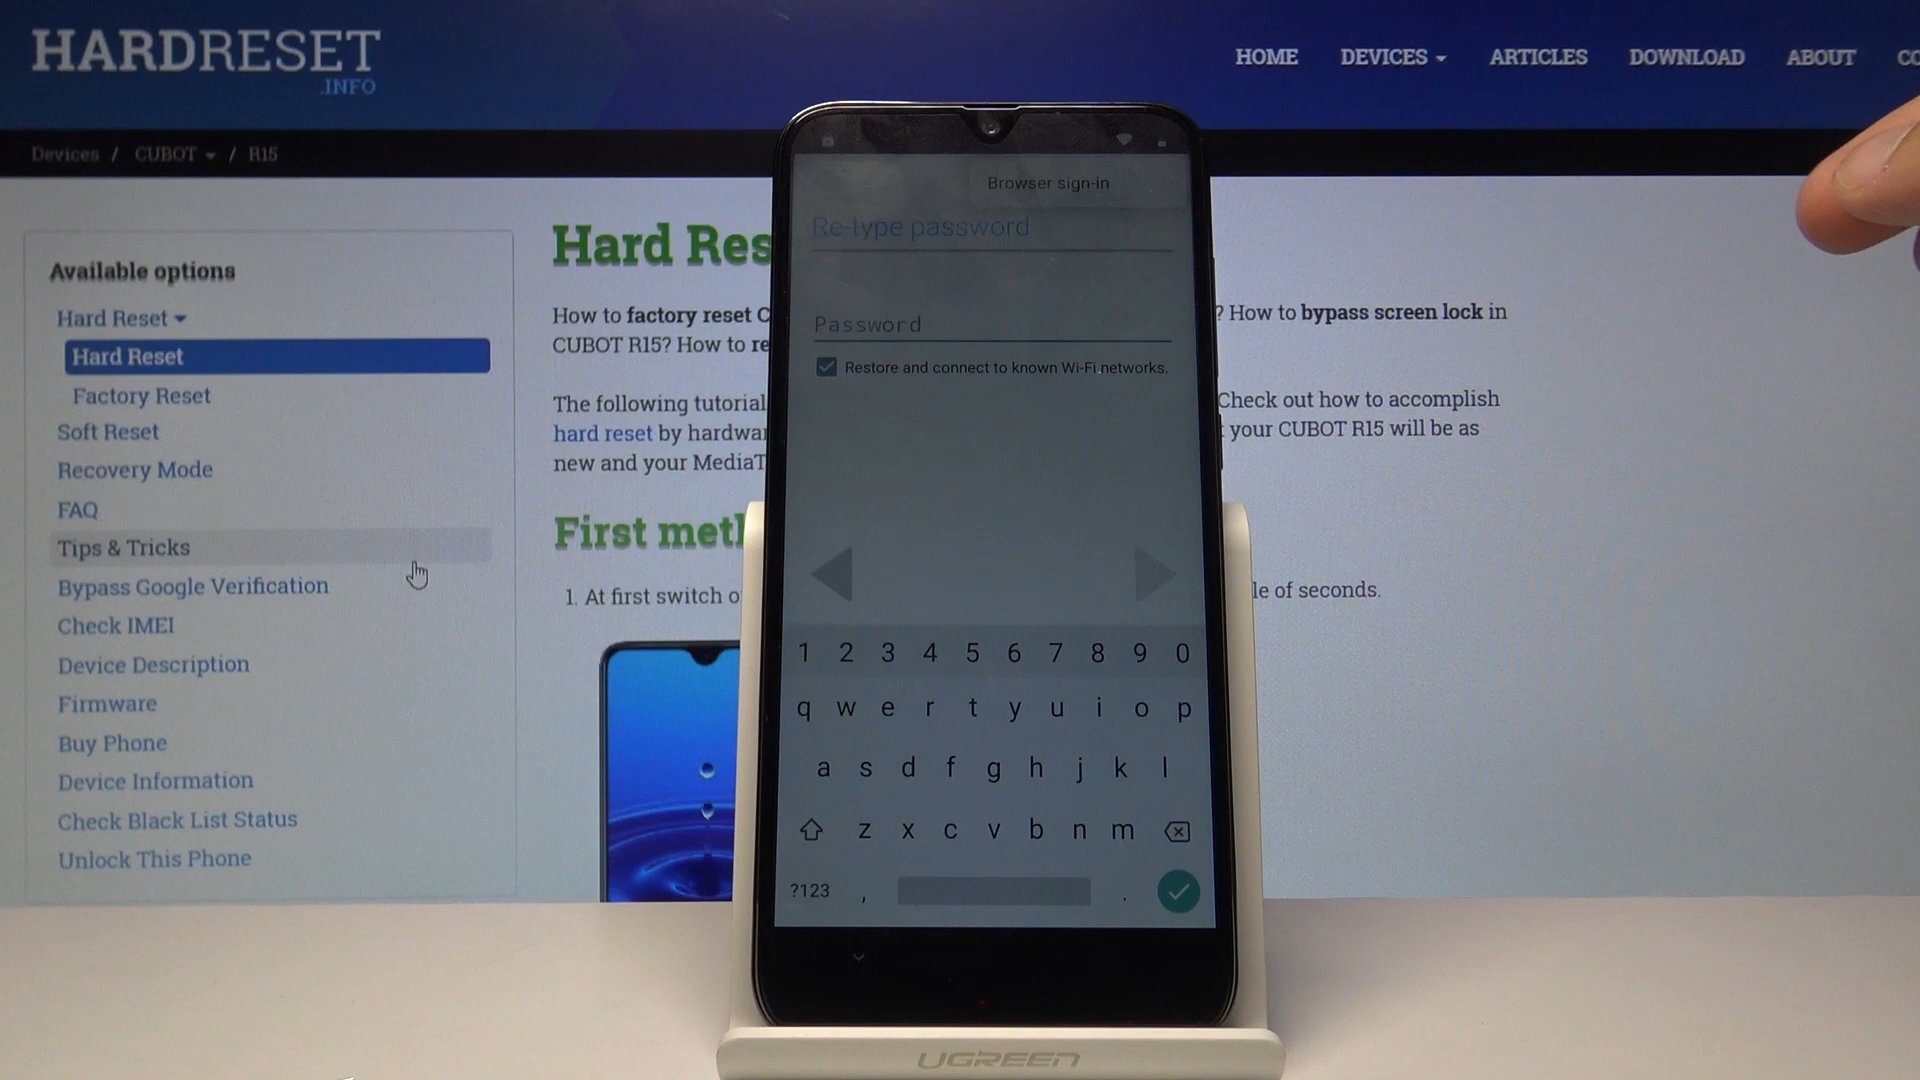 HARDRESET
.INFO
HOME DEVICES ARTICLES DOWNLOAD ABOUT CO
Devices / CUBOT / R15
Available options
Hard Reset
Hard Reset
Factory Reset
Soft Reset
Recovery Mode
FAQ
Tips & Tricks
Bypass Google Verification
Check IMEI
Device Description
Firmware
Buy Phone
Device Information
Check Black List Status
Unlock This Phone
Hard Res
How to factory reset C ? How to bypass screen lock in
CUBOT R15? How to re
The following tutorial Check out how to accomplish
hard reset by hardwa your CUBOT R15 will be as
new and your MediaT
First meth
1. At first switch o le of seconds.
Browser sign-in
Re-type password
Password
Restore and connect to known Wi-Fi networks.
1 2 3 4 5 6 7 8 9 0
q w e r t y u i o p
a s d f g h j k l
z x c v b n m
?123 , .
UGREEN